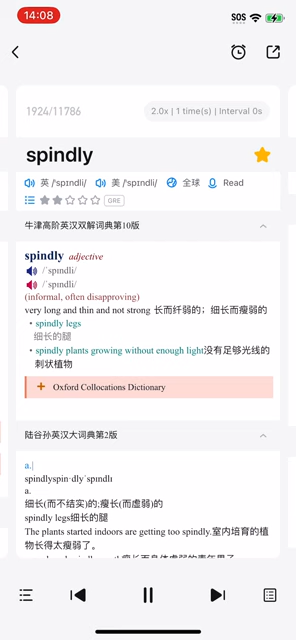 14:08
SOS
1924/11786
2.0x | 1 time(s) | Interval 0s
spindly
英 /ˈspɪndli/ 美 /ˈspɪndli/ 全球 Read
GRE
牛津高阶英汉双解词典第10版
spindly adjective
/ˈspɪndli/
/ˈspɪndli/
(informal, often disapproving)
very long and thin and not strong 长而纤弱的；细长而瘦弱的
• spindly legs
细长的腿
• spindly plants growing without enough light没有足够光线的
刺状植物
Oxford Collocations Dictionary
陆谷孙英汉大词典第2版
a.|
spindlyspin·dlyˈspɪndlɪ
a.
细长(而不结实)的;瘦长(而虚弱)的
spindly legs细长的腿
The plants started indoors are getting too spindly.室内培育的植
物长得太瘦弱了。